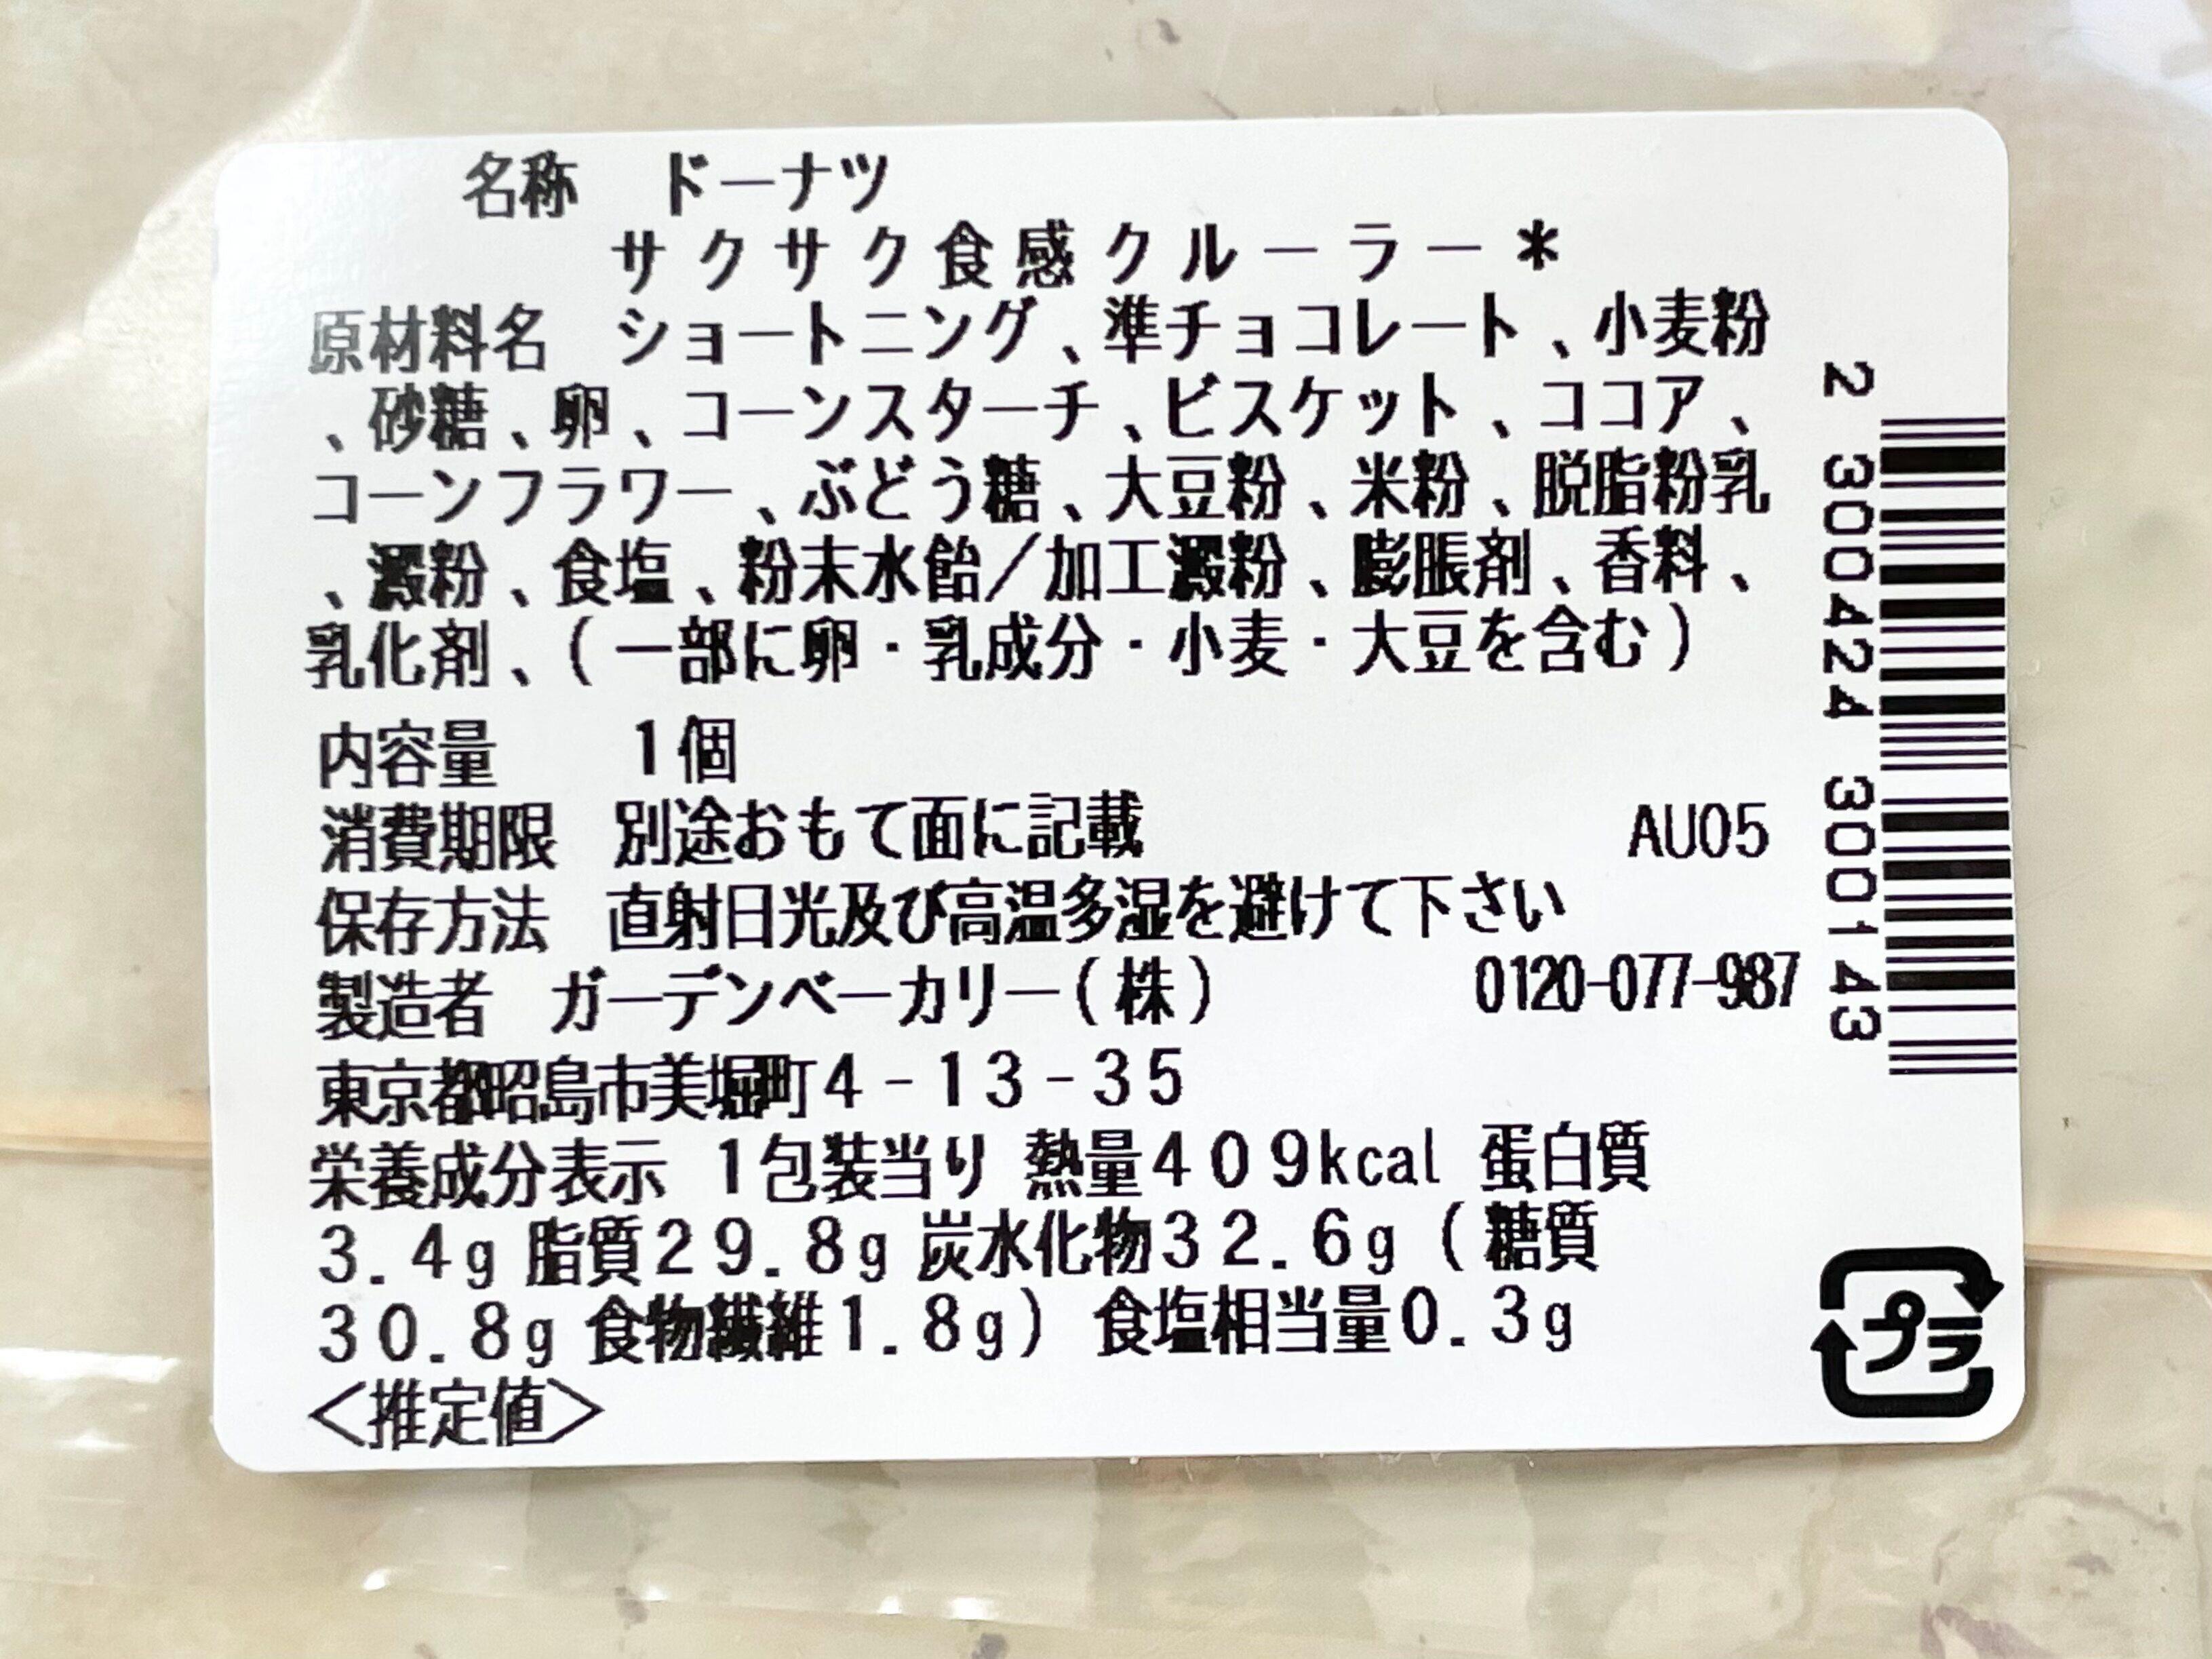 名称 ドーナツ
サクサク食感クルーラー＊
原材料名 ショートニング、準チョコレート、小麦粉
、砂糖、卵、コーンスターチ、ビスケット、ココア、
コーンフラワー、ぶどう糖、大豆粉、米粉、脱脂粉乳
、澱粉、食塩、粉末水飴／加工澱粉、膨脹剤、香料、
乳化剤、(一部に卵・乳成分・小麦・大豆を含む)
内容量 1個
消費期限 別途おもて面に記載 AU05
保存方法 直射日光及び高温多湿を避けて下さい
製造者 ガーデンベーカリー(株) 0120-077-987
東京都昭島市美堀町4-13-35
栄養成分表示 1包装当り 熱量409kcal 蛋白質
3.4g 脂質29.8g 炭水化物32.6g (糖質
30.8g 食物繊維1.8g) 食塩相当量0.3g
<推定値>
2 300424 300143
プラ